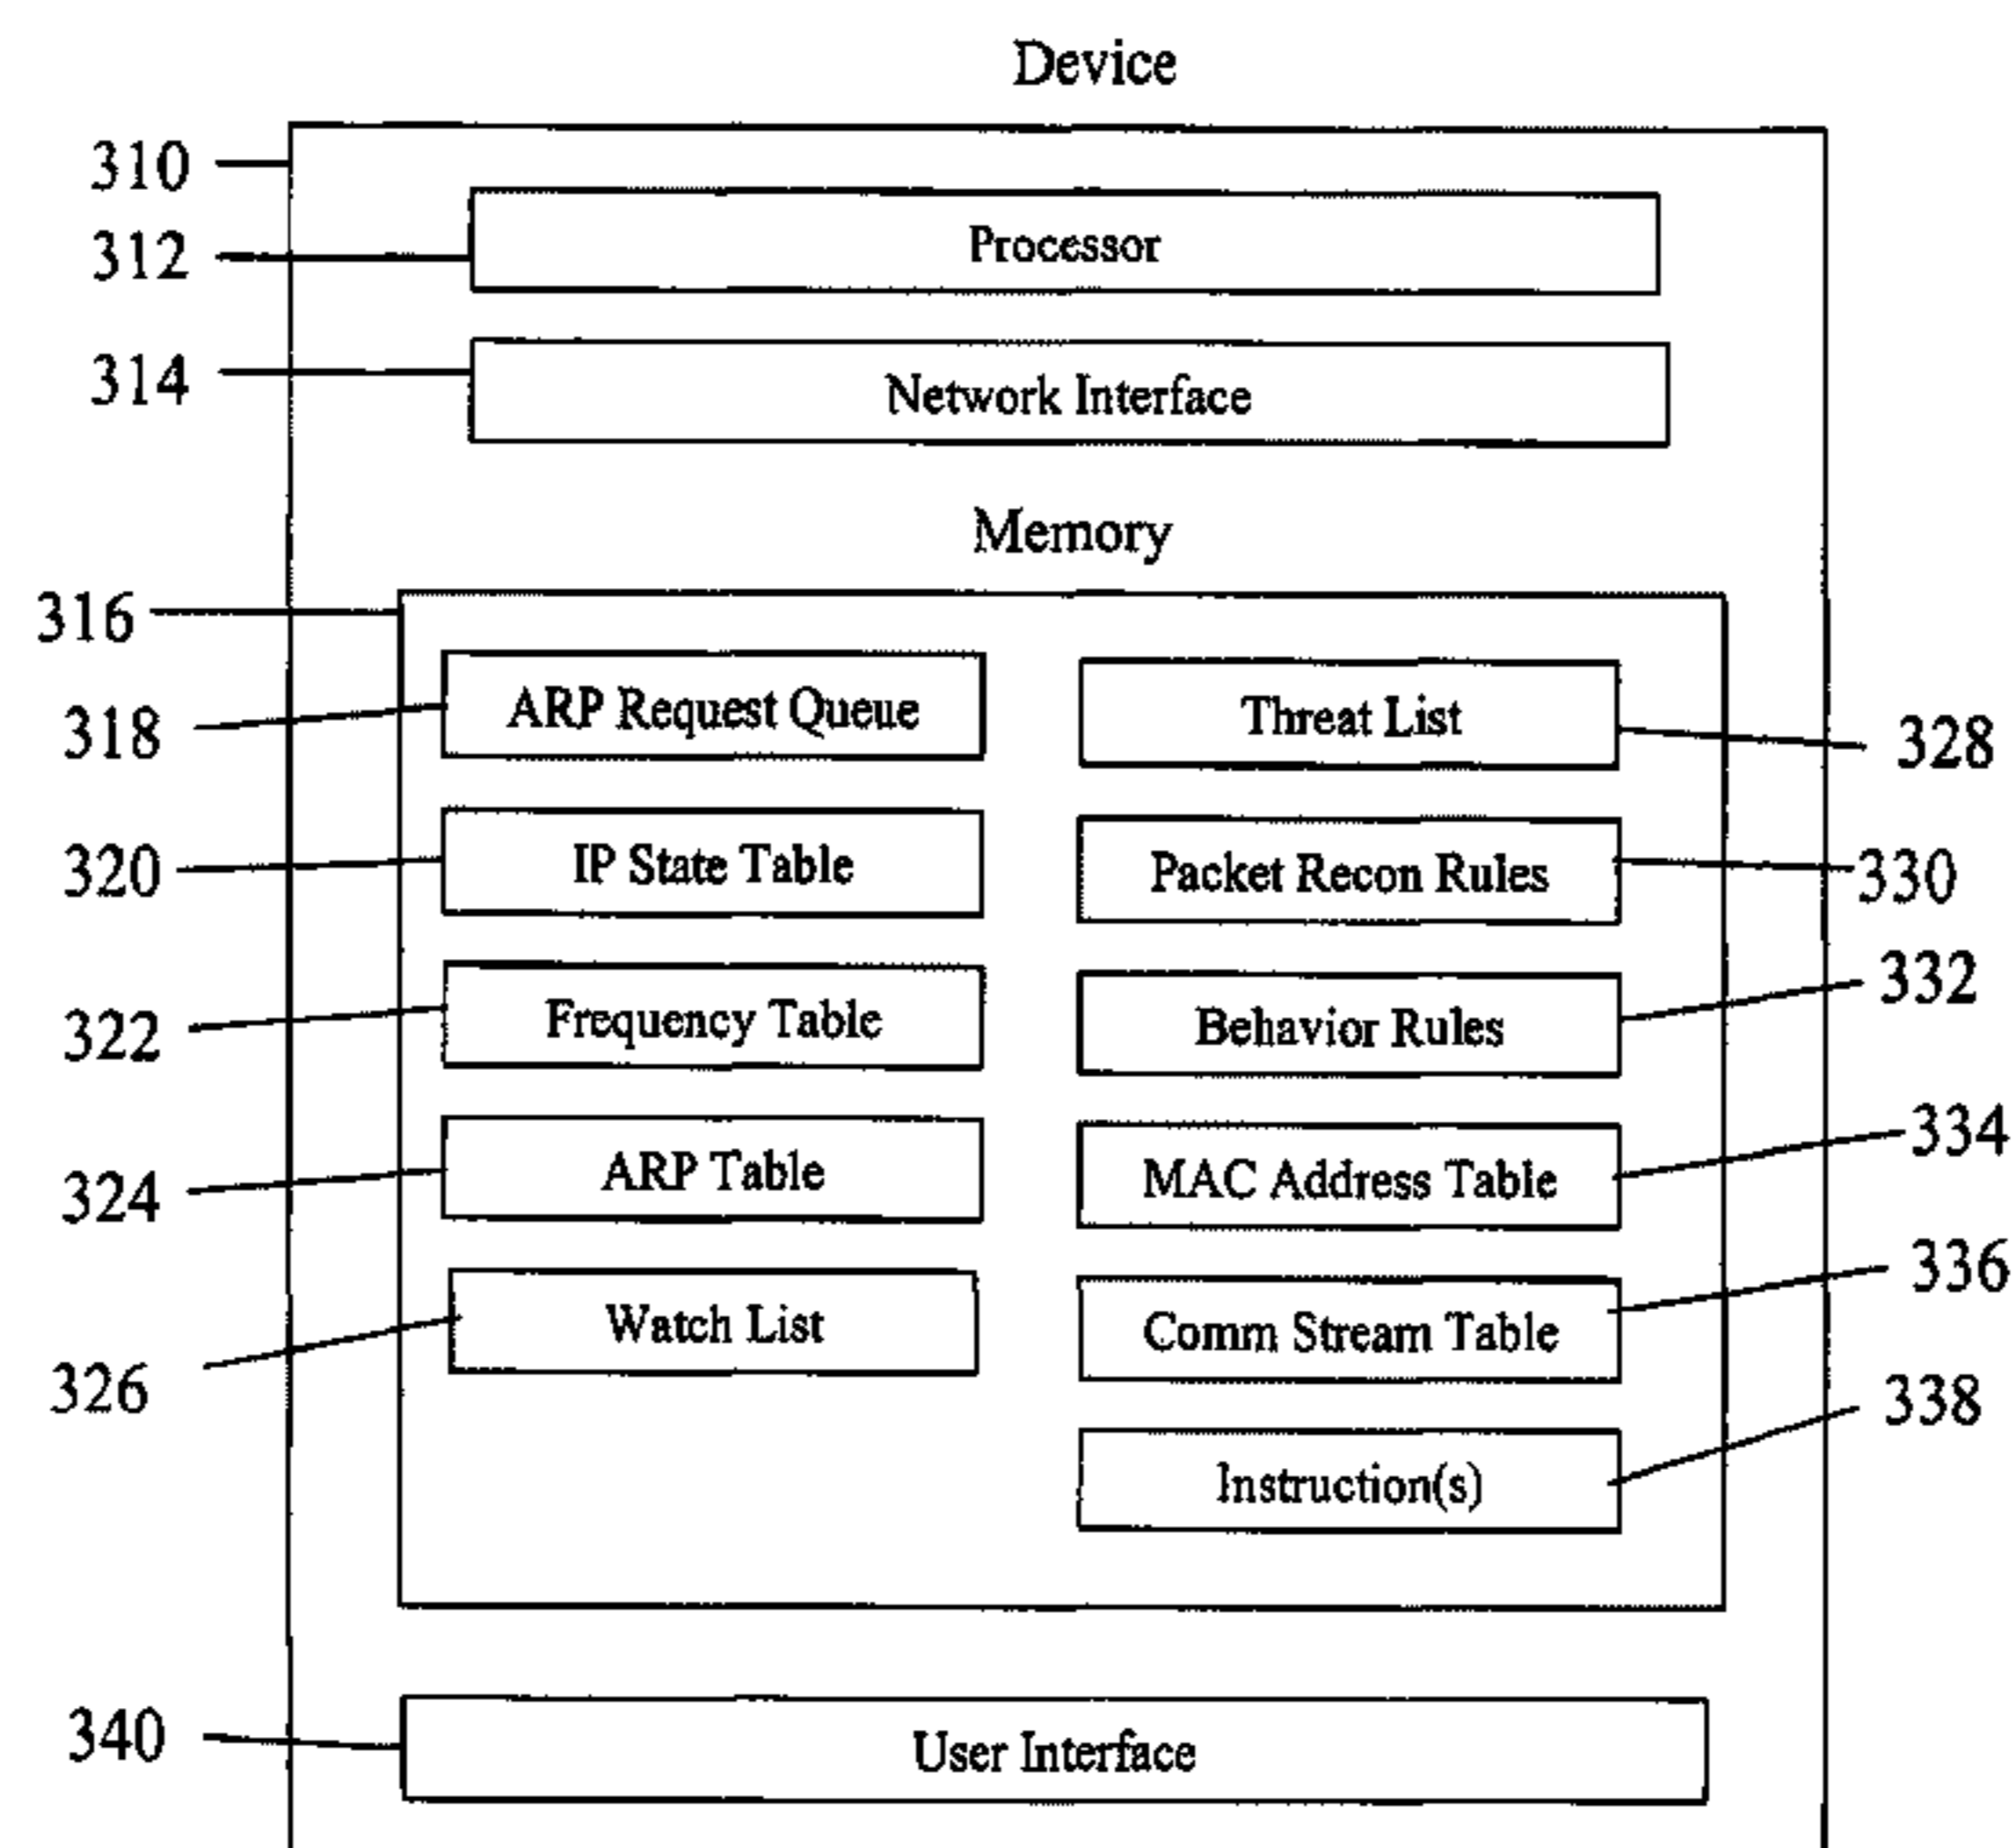 Device
310
312
Processor
314
Network Interface
Memory
316
318
ARP Request Queue
Threat List
328
320
IP State Table
Packet Recon Rules
330
322
Frequency Table
Behavior Rules
332
324
ARP Table
MAC Address Table
334
326
Watch List
Comm Stream Table
336
Instruction(s)
338
340
User Interface